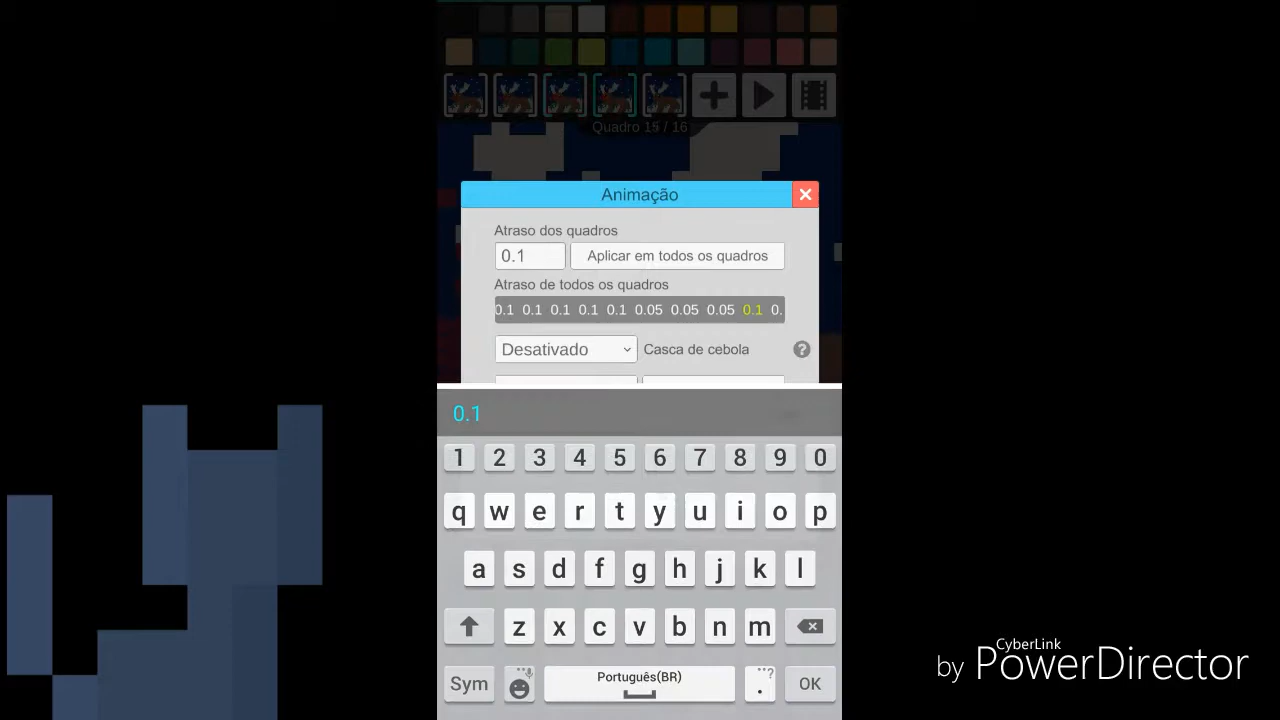 Quadro 15 / 16
Animação
Atraso dos quadros
0.1 Aplicar em todos os quadros
Atraso de todos os quadros
0.1 0.1 0.1 0.1 0.1 0.05 0.05 0.05 0.1 0.
Desativado Casca de cebola ?
0.1
1 2 3 4 5 6 7 8 9 0
q w e r t y u i o p
a s d f g h j k l
z x c v b n m
Sym Português(BR) . ...? OK
CyberLink
by PowerDirector